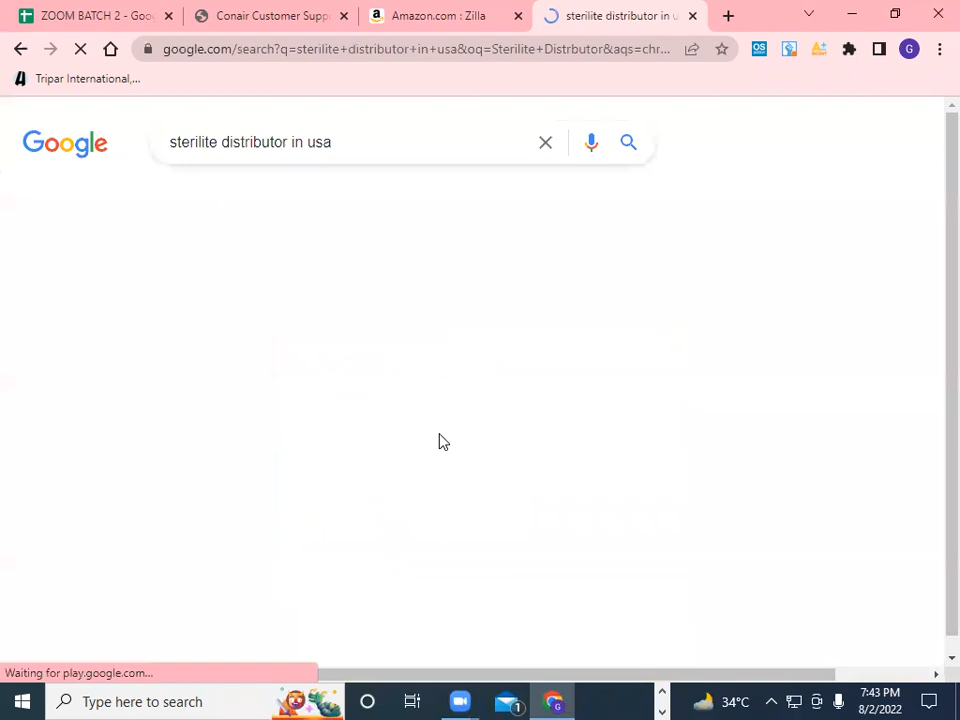 ZOOM BATCH 2 - Goo
Conair Customer Supp
Amazon.com : Zilla
sterilite distributor in u
google.com/search?q=sterilite+distributor+in+usa&oq=Sterilite+Distrbutor&aqs=chr...
OS
G
Tripar International,...
Google
sterilite distributor in usa
Waiting for play.google.com...
Type here to search
1
G
34°C
7:43 PM
8/2/2022